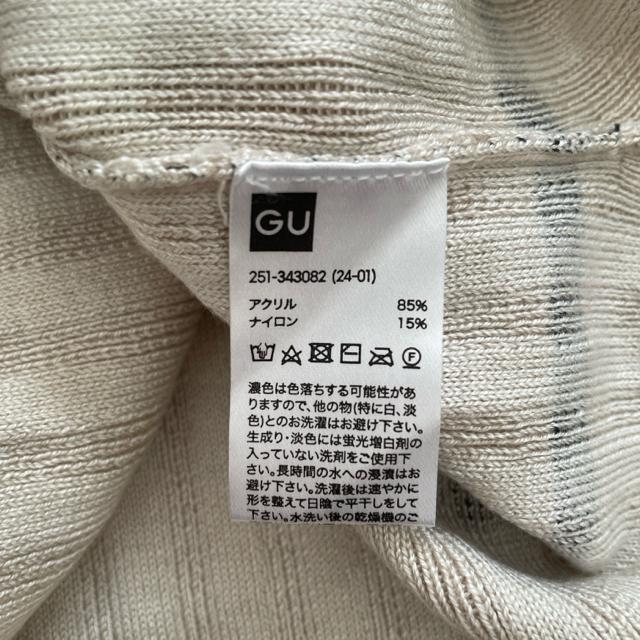 GU
251-343082 (24-01)
アクリル 85%
ナイロン 15%
F
濃色は色落ちする可能性があ
りますので、他の物(特に白、淡
色)とのお洗濯はお避け下さい。
生成り・淡色には蛍光増白剤の
入っていない洗剤をご使用下
さい。長時間の水への浸漬はお
避け下さい。洗濯後は速やかに
形を整えて日陰で平干しをして
下さい。水洗い後の乾燥機のご